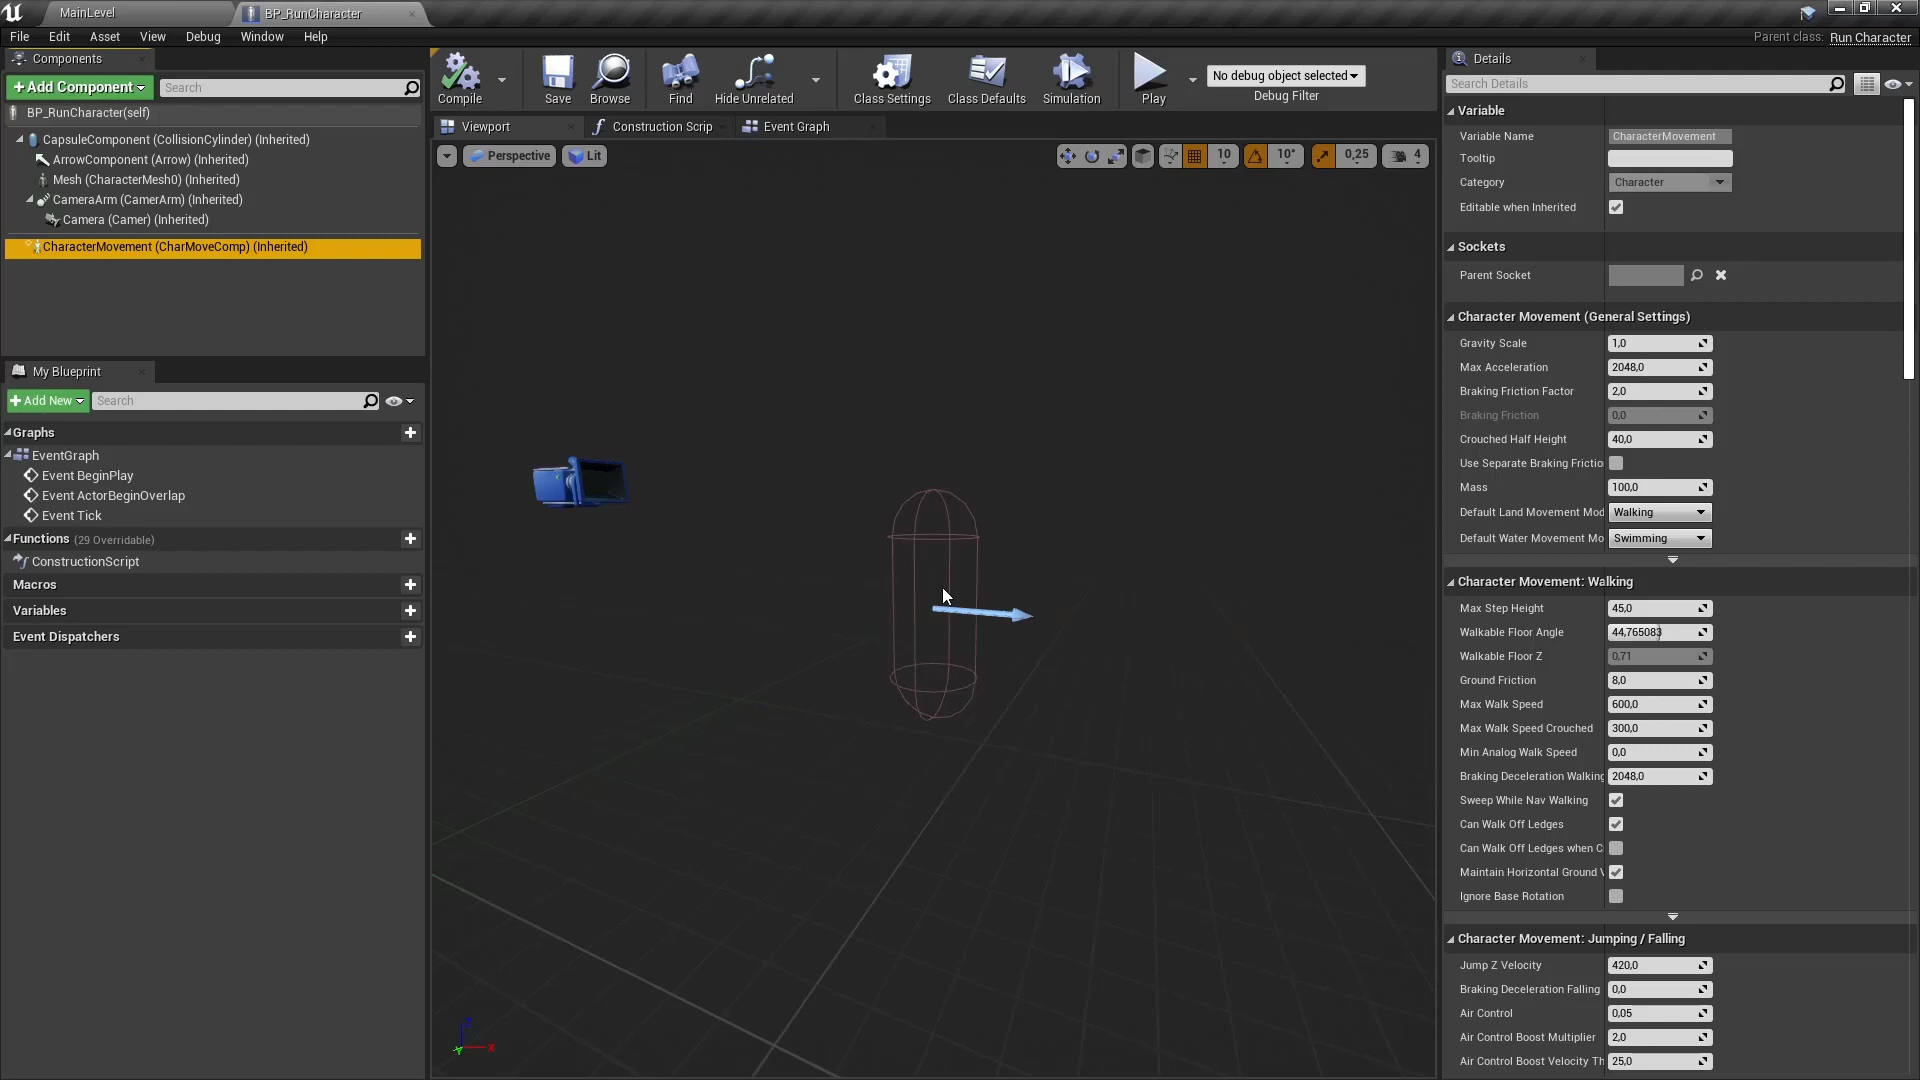 MainLevel
BP_RunCharacter
File Edit Asset View Debug Window Help
Parent class: Run Character
Components
+Add Component
Search
BP_RunCharacter(self)
CapsuleComponent (CollisionCylinder) (Inherited)
ArrowComponent (Arrow) (Inherited)
Mesh (CharacterMesh0) (Inherited)
CameraArm (CamerArm) (Inherited)
Camera (Camer) (Inherited)
CharacterMovement (CharMoveComp) (Inherited)
My Blueprint
+Add New
Search
Graphs
EventGraph
Event BeginPlay
Event ActorBeginOverlap
Event Tick
Functions (29 Overridable)
ConstructionScript
Macros
Variables
Event Dispatchers
Compile
Save
Browse
Find
Hide Unrelated
Class Settings
Class Defaults
Simulation
Play
No debug object selected
Debug Filter
Viewport
Construction Scrip
Event Graph
Perspective
Lit
10
10°
0,25
4
Z
X
Y
Details
Search Details
Variable
Variable Name CharacterMovement
Tooltip
Category Character
Editable when Inherited
Sockets
Parent Socket
Character Movement (General Settings)
Gravity Scale 1,0
Max Acceleration 2048,0
Braking Friction Factor 2,0
Braking Friction 0,0
Crouched Half Height 40,0
Use Separate Braking Frictio
Mass 100,0
Default Land Movement Mod Walking
Default Water Movement Mo Swimming
Character Movement: Walking
Max Step Height 45,0
Walkable Floor Angle 44,765083
Walkable Floor Z 0,71
Ground Friction 8,0
Max Walk Speed 600,0
Max Walk Speed Crouched 300,0
Min Analog Walk Speed 0,0
Braking Deceleration Walking 2048,0
Sweep While Nav Walking
Can Walk Off Ledges
Can Walk Off Ledges when C
Maintain Horizontal Ground V
Ignore Base Rotation
Character Movement: Jumping / Falling
Jump Z Velocity 420,0
Braking Deceleration Falling 0,0
Air Control 0,05
Air Control Boost Multiplier 2,0
Air Control Boost Velocity Th 25,0